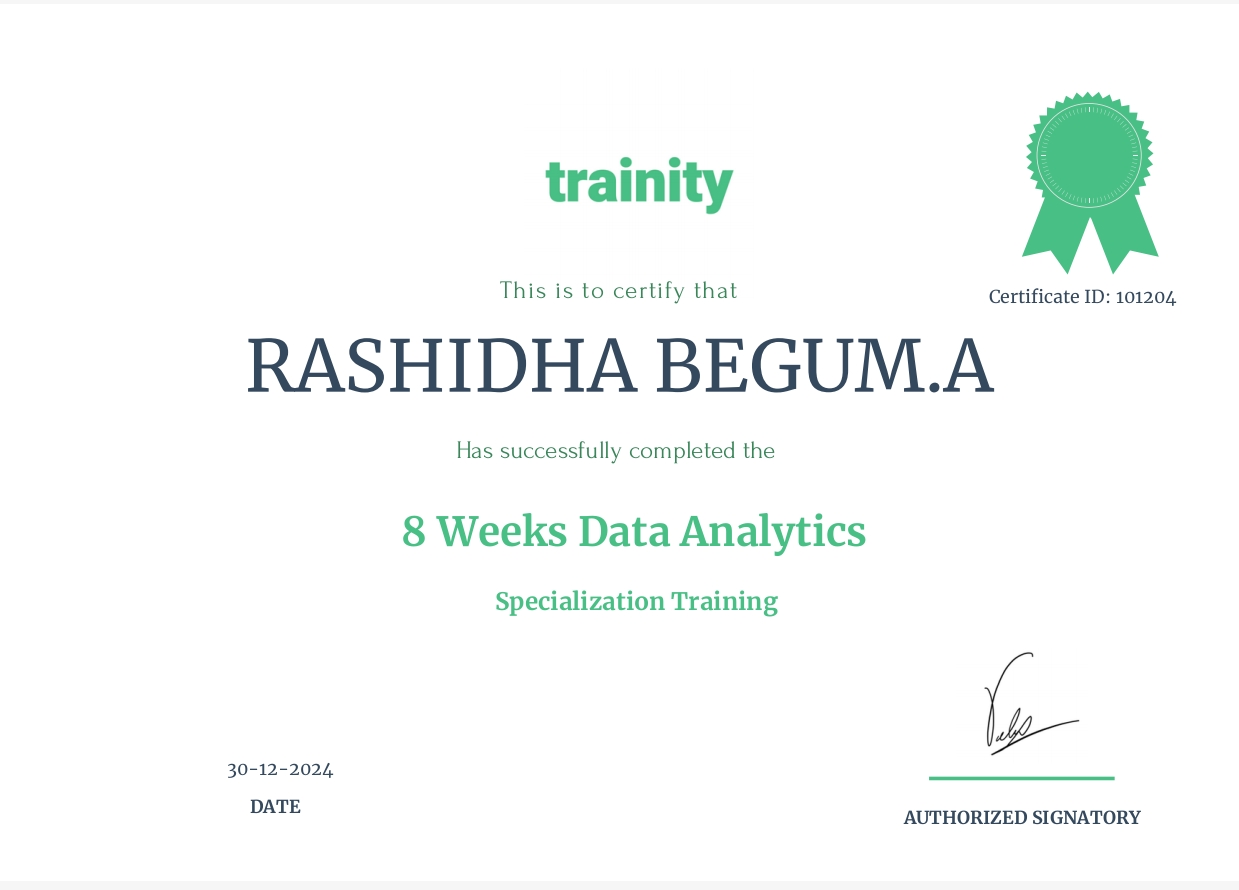 trainity
This is to certify that
Certificate ID: 101204
RASHIDHA BEGUM.A
Has successfully completed the
8 Weeks Data Analytics
Specialization Training
30-12-2024
DATE
AUTHORIZED SIGNATORY